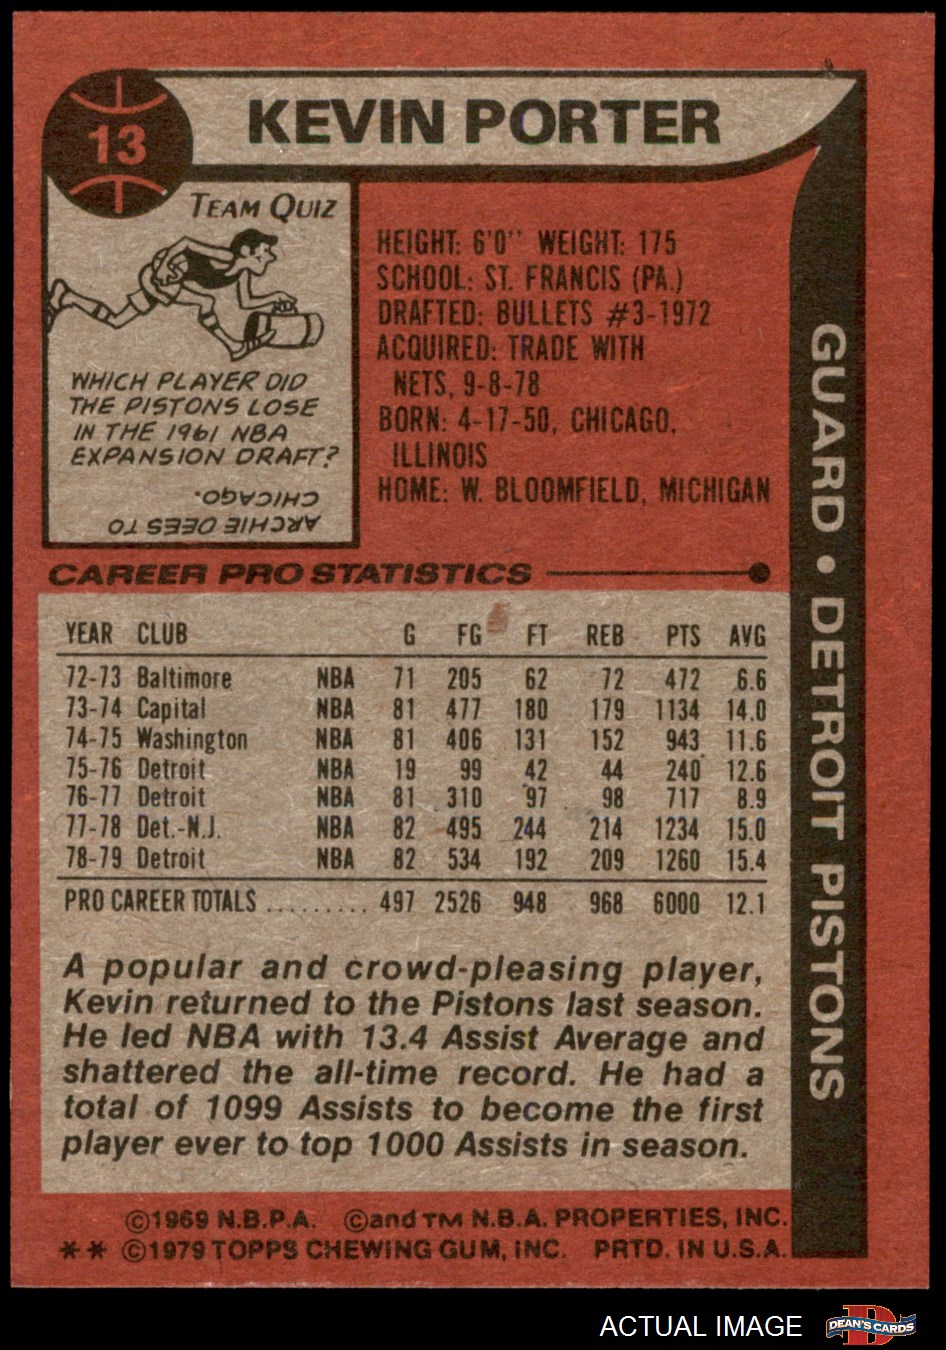 13
KEVIN PORTER
TEAM QUIZ
WHICH PLAYER DID
THE PISTONS LOSE
IN THE 1961 NBA
EXPANSION DRAFT?
ARCHIE DEES TO
CHICAGO.
HEIGHT: 6'0" WEIGHT: 175
SCHOOL: ST. FRANCIS (PA.)
DRAFTED: BULLETS #3-1972
ACQUIRED: TRADE WITH
NETS, 9-8-78
BORN: 4-17-50, CHICAGO,
ILLINOIS
HOME: W. BLOOMFIELD, MICHIGAN
GUARD • DETROIT PISTONS
CAREER PRO STATISTICS
YEAR CLUB G FG FT REB PTS AVG
72-73 Baltimore NBA 71 205 62 72 472 6.6
73-74 Capital NBA 81 477 180 179 1134 14.0
74-75 Washington NBA 81 406 131 152 943 11.6
75-76 Detroit NBA 19 99 42 44 240 12.6
76-77 Detroit NBA 81 310 97 98 717 8.9
77-78 Det.-N.J. NBA 82 495 244 214 1234 15.0
78-79 Detroit NBA 82 534 192 209 1260 15.4
PRO CAREER TOTALS ......... 497 2526 948 968 6000 12.1
A popular and crowd-pleasing player,
Kevin returned to the Pistons last season.
He led NBA with 13.4 Assist Average and
shattered the all-time record. He had a
total of 1099 Assists to become the first
player ever to top 1000 Assists in season.
©1969 N.B.P.A. ©and TM N.B.A. PROPERTIES, INC.
** ©1979 TOPPS CHEWING GUM, INC. PRTD. IN U.S.A.
ACTUAL IMAGE
D
DEAN'S CARDS